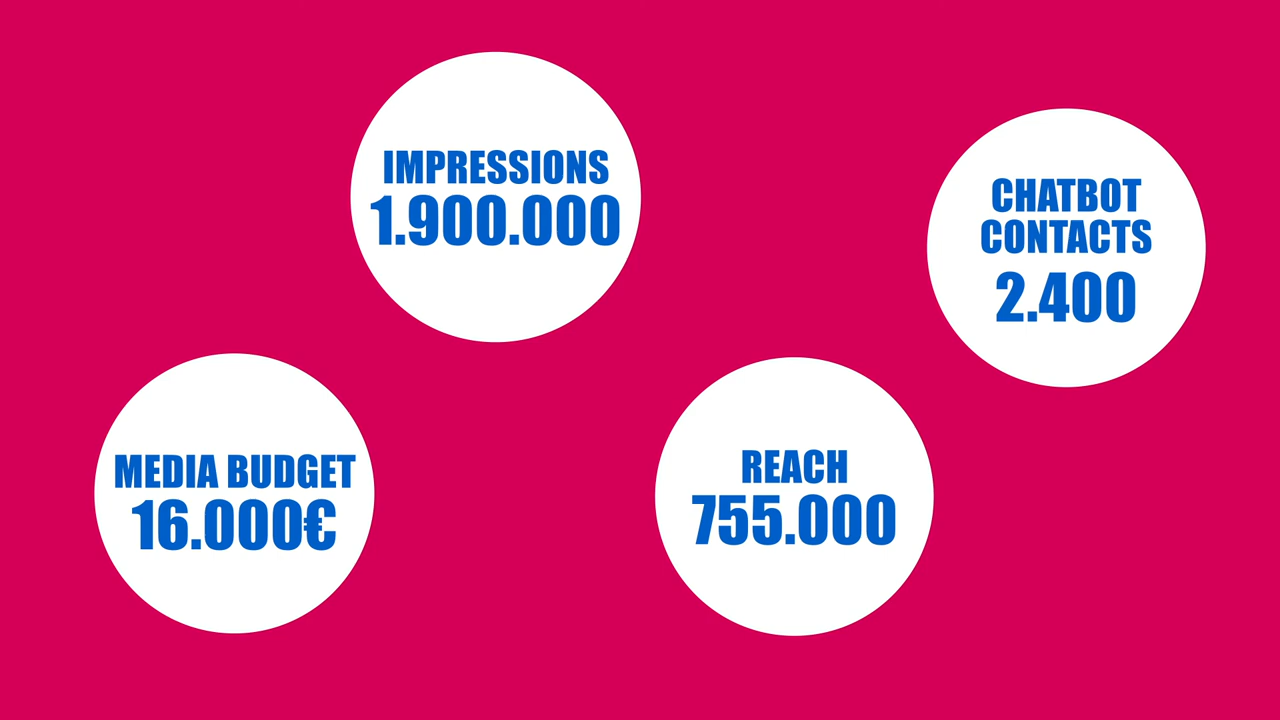 IMPRESSIONS
1.900.000
CHATBOT
CONTACTS
2.400
MEDIA BUDGET
16.000€
REACH
755.000